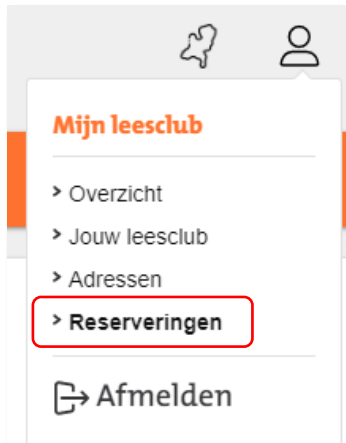 Mijn leesclub
> Overzicht
> Jouw leesclub
> Adressen
> Reserveringen
Afmelden